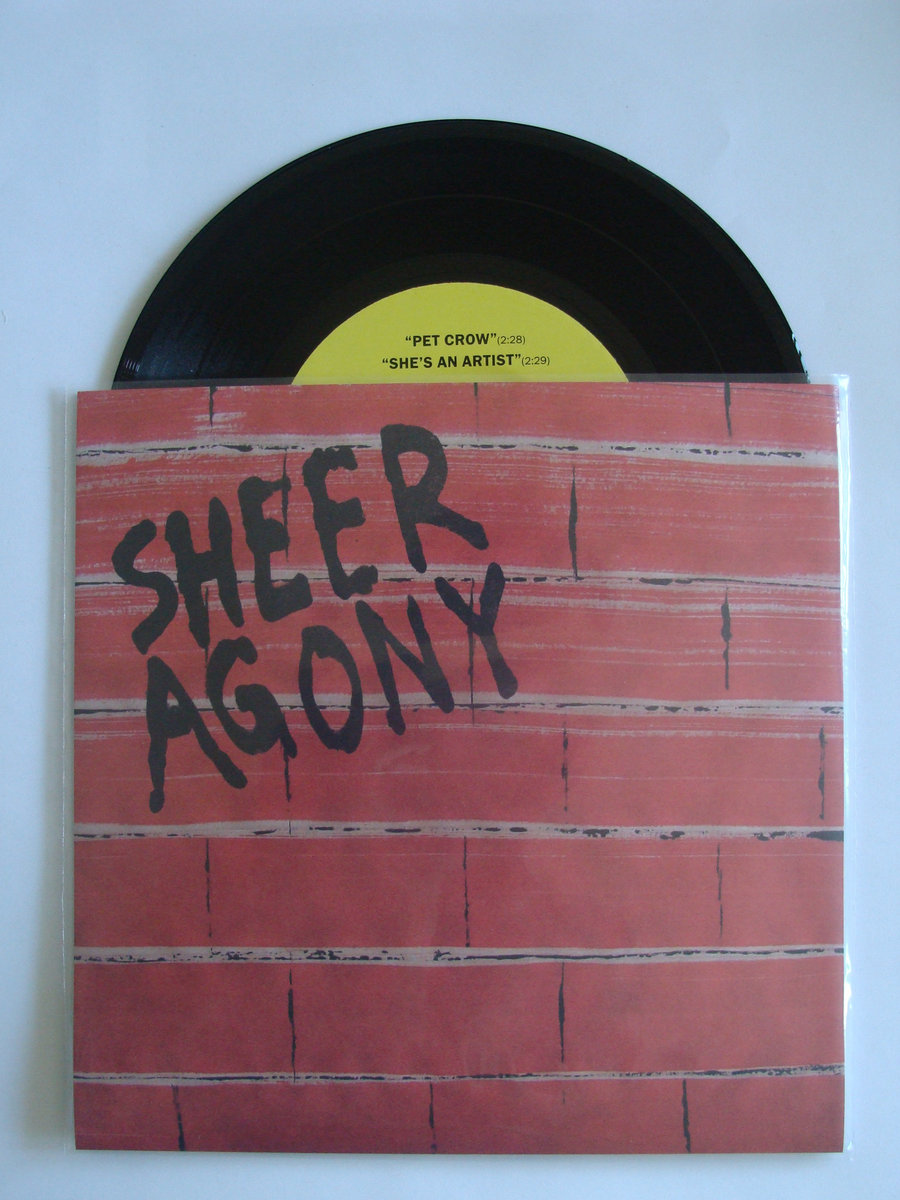 “PET CROW”(2:28)
“SHE’S AN ARTIST”(2:29)
SHEER
AGONY